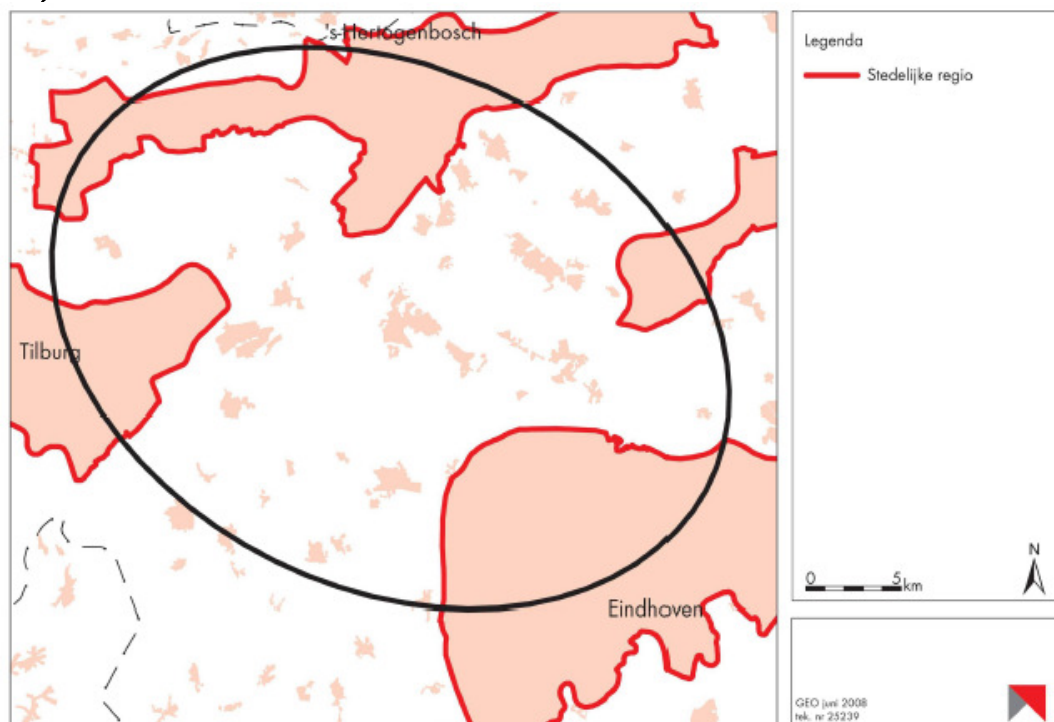 's-Hertogenbosch
Tilburg
Eindhoven
Legenda
Stedelijke regio
0 5 km
N
GEO juni 2008
tek. nr 25239